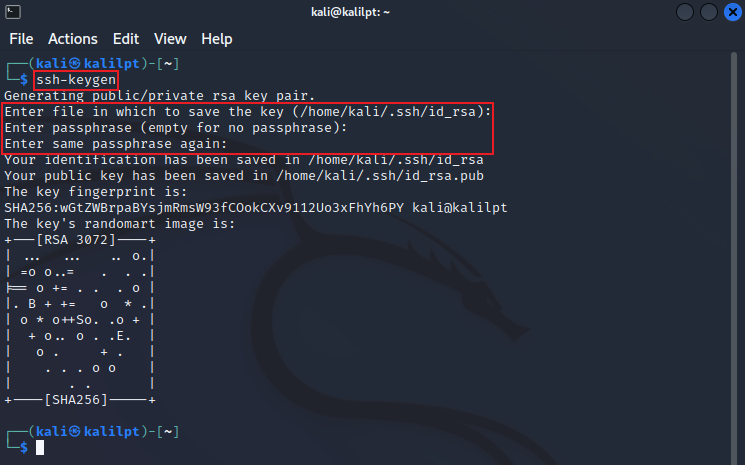 kali@kalilpt: ~
File Actions Edit View Help
┌──(kali㉿kalilpt)-[~]
└─$ ssh-keygen
Generating public/private rsa key pair.
Enter file in which to save the key (/home/kali/.ssh/id_rsa):
Enter passphrase (empty for no passphrase):
Enter same passphrase again:
Your identification has been saved in /home/kali/.ssh/id_rsa
Your public key has been saved in /home/kali/.ssh/id_rsa.pub
The key fingerprint is:
SHA256:wGtZWBrpaBYsjmRmsW93fCOokCXv9112Uo3xFhYh6PY kali@kalilpt
The key's randomart image is:
+---[RSA 3072]----+
|  ...  ...    .. o.|
| =o o..=   .  . .|
|== o += . .  . o |
|. B + +=   o  * .|
| o * o++So. .o + |
|  + o.. o . .E.  |
|   o .     + .   |
|    . . . o o    |
|       . .       |
+----[SHA256]-----+
┌──(kali㉿kalilpt)-[~]
└─$